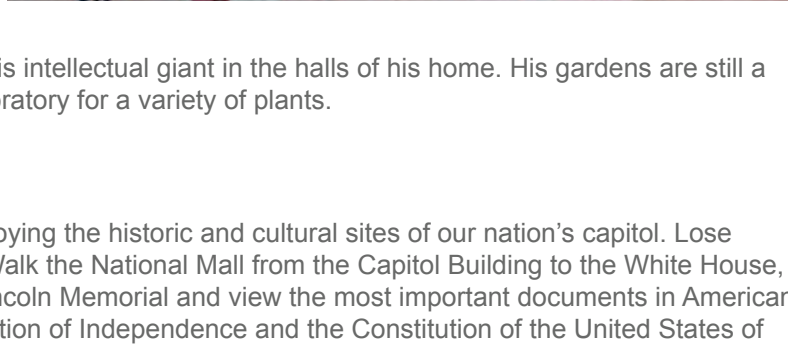 is intellectual giant in the halls of his home. His gardens are still a
oratory for a variety of plants.
oying the historic and cultural sites of our nation’s capitol. Lose
Walk the National Mall from the Capitol Building to the White House,
ncoln Memorial and view the most important documents in American
tion of Independence and the Constitution of the United States of